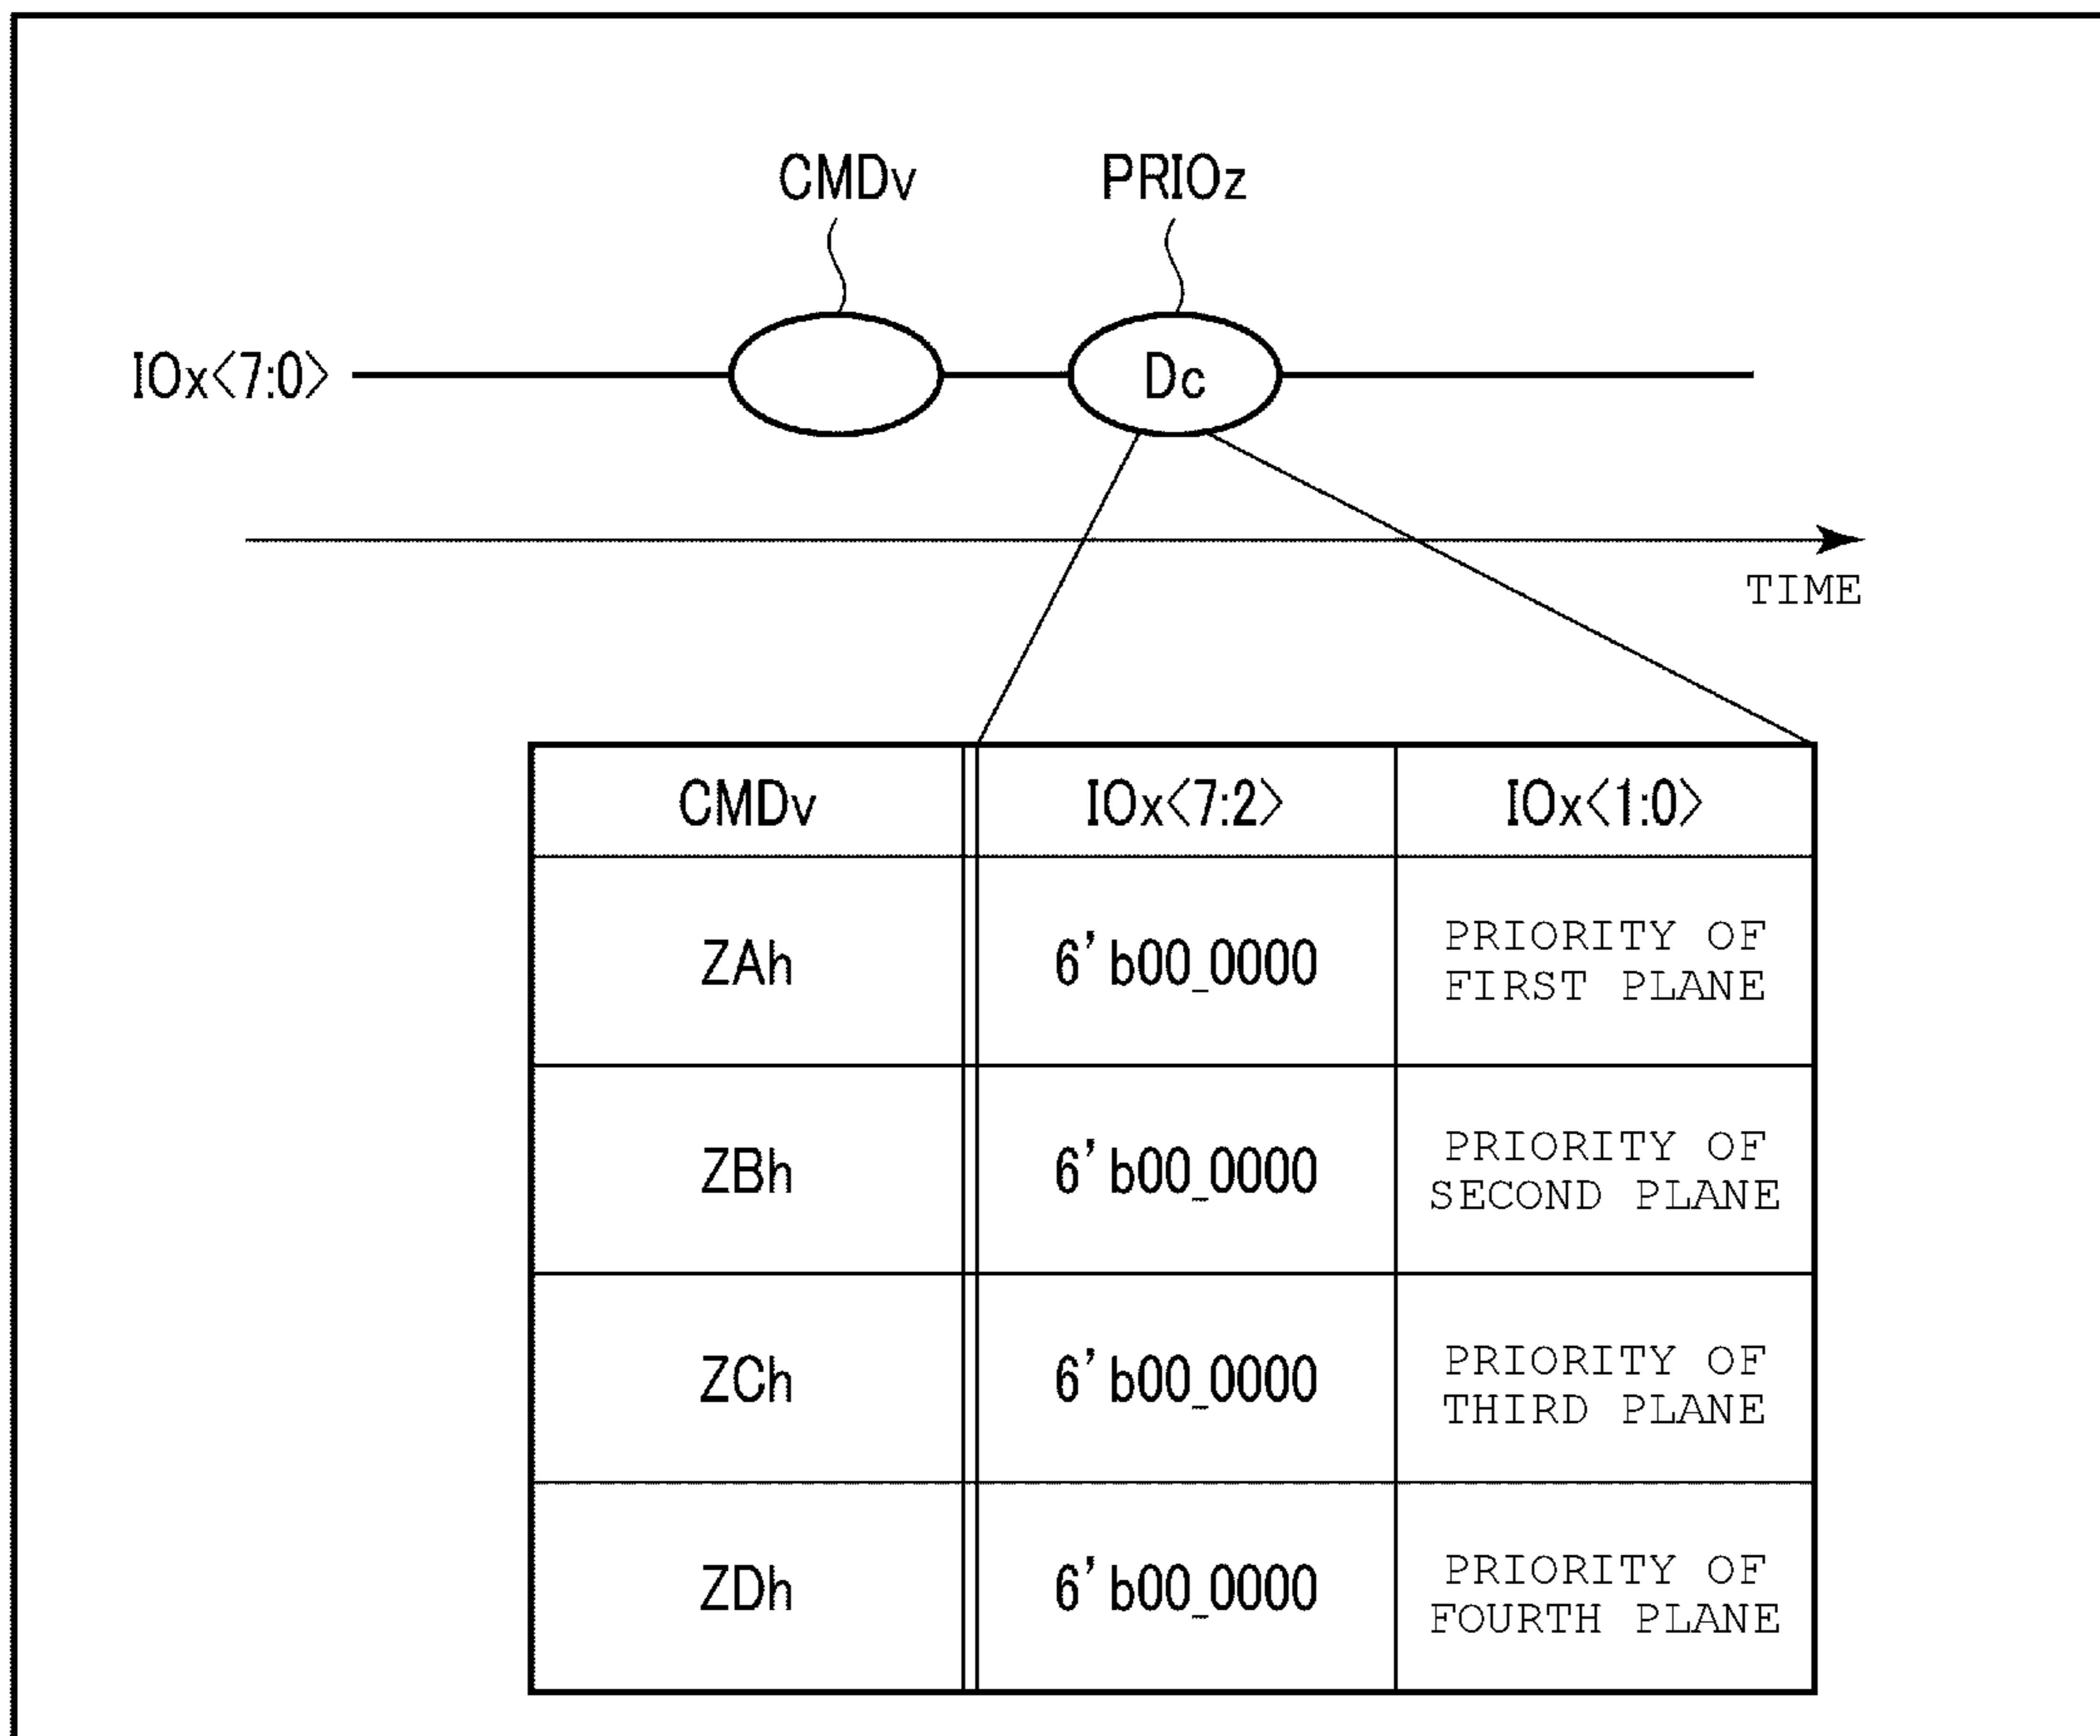 CMDv PRIOz
IOx<7:0> Dc
TIME
CMDv IOx<7:2> IOx<1:0>
ZAh 6'b00_0000 PRIORITY OF
FIRST PLANE
ZBh 6'b00_0000 PRIORITY OF
SECOND PLANE
ZCh 6'b00_0000 PRIORITY OF
THIRD PLANE
ZDh 6'b00_0000 PRIORITY OF
FOURTH PLANE